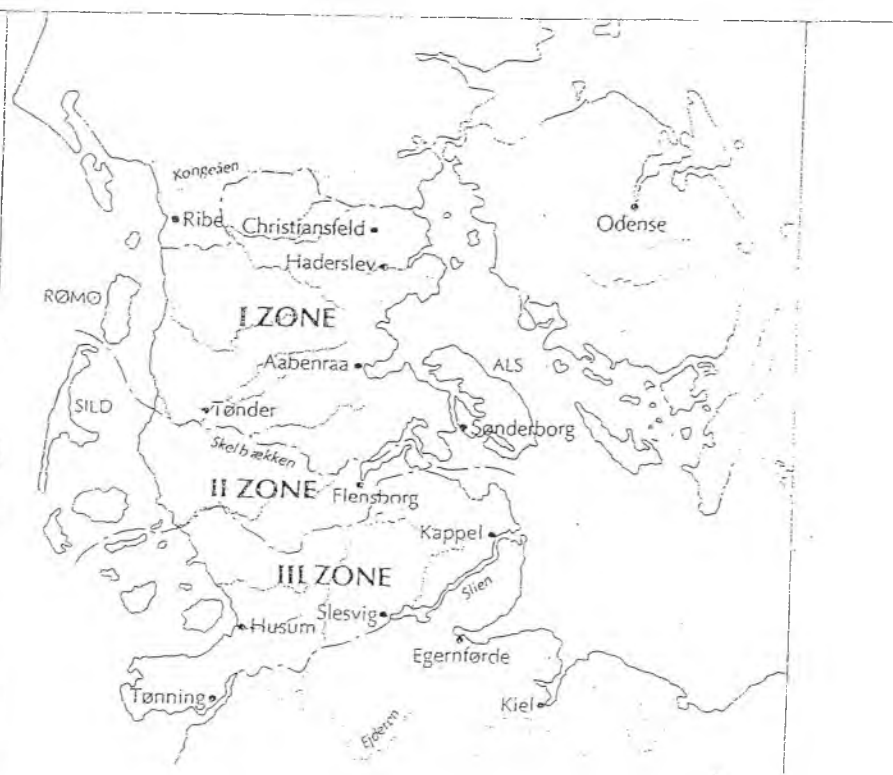 Kongeåen
Ribe
Christiansfeld
Odense
Haderslev
RØMØ
I ZONE
Aabenraa
ALS
SILD
Tønder
Sønderborg
Skelbækken
II ZONE
Flensborg
Kappel
III ZONE
Slien
Slesvig
Husum
Egernførde
Tønning
Kiel
Ejderen